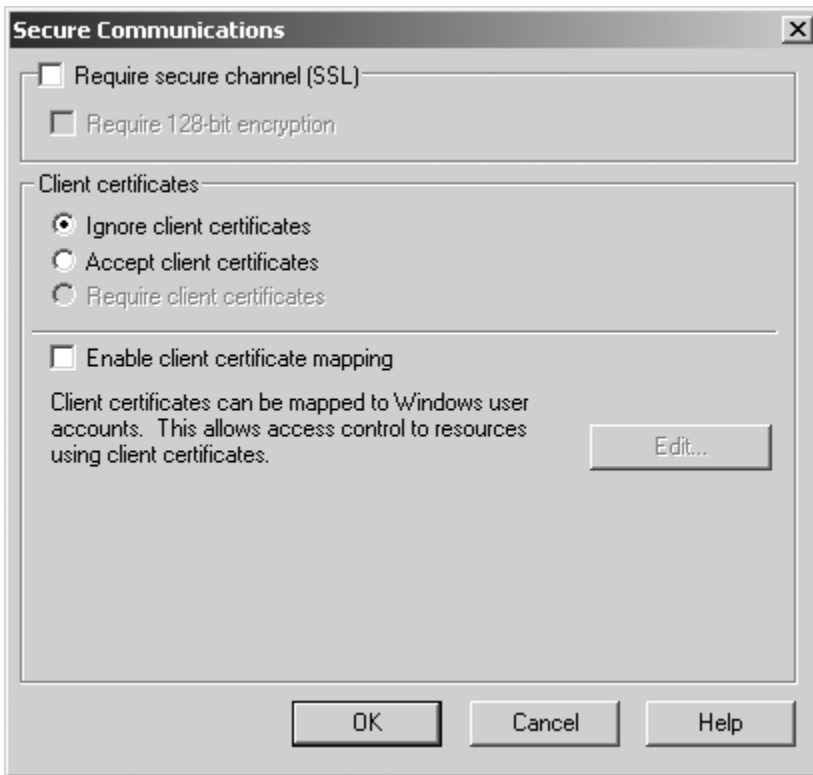 Secure Communications
Require secure channel (SSL)
Require 128-bit encryption
Client certificates
Ignore client certificates
Accept client certificates
Require client certificates
Enable client certificate mapping
Client certificates can be mapped to Windows user
accounts.  This allows access control to resources
using client certificates.
Edit...
OK
Cancel
Help